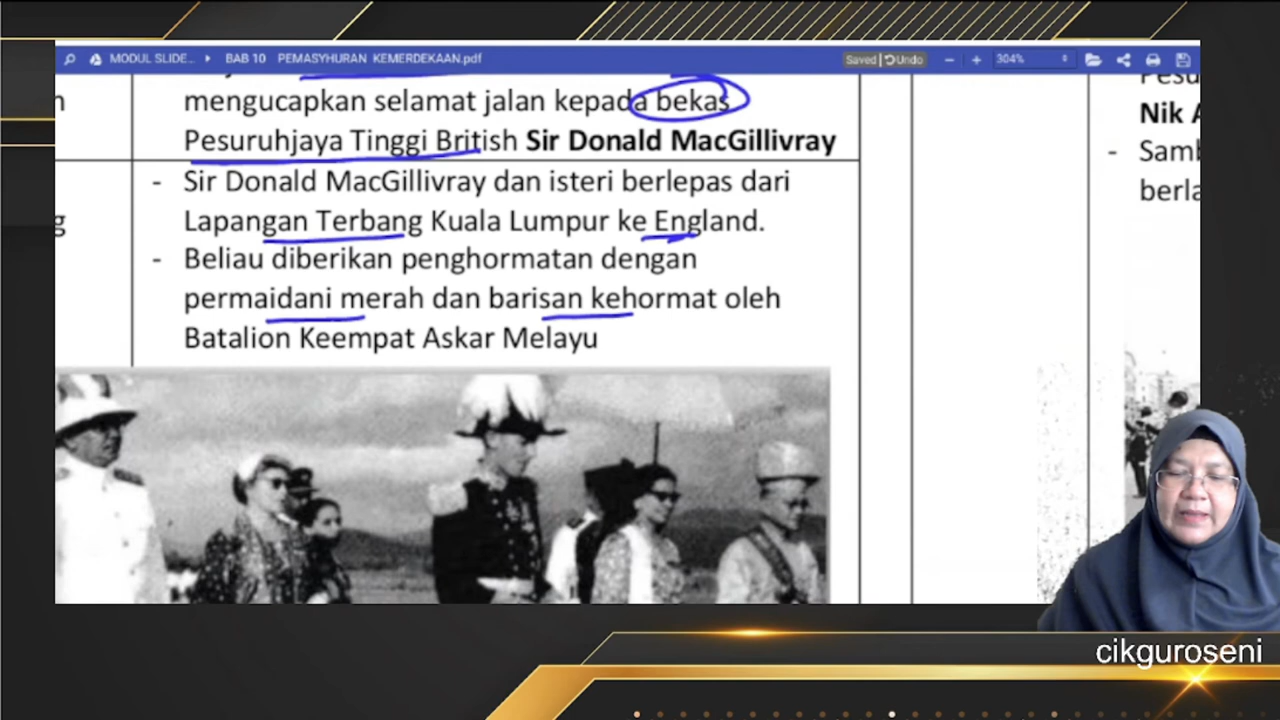 MODUL SLIDE... BAB 10 PEMASYHURAN KEMERDEKAAN.pdf Saved Undo 304%
mengucapkan selamat jalan kepada bekas
Pesuruhjaya Tinggi British Sir Donald MacGillivray
- Sir Donald MacGillivray dan isteri berlepas dari
Lapangan Terbang Kuala Lumpur ke England.
- Beliau diberikan penghormatan dengan
permaidani merah dan barisan kehormat oleh
Batalion Keempat Askar Melayu
Nik A
- Samb
berla
cikguroseni